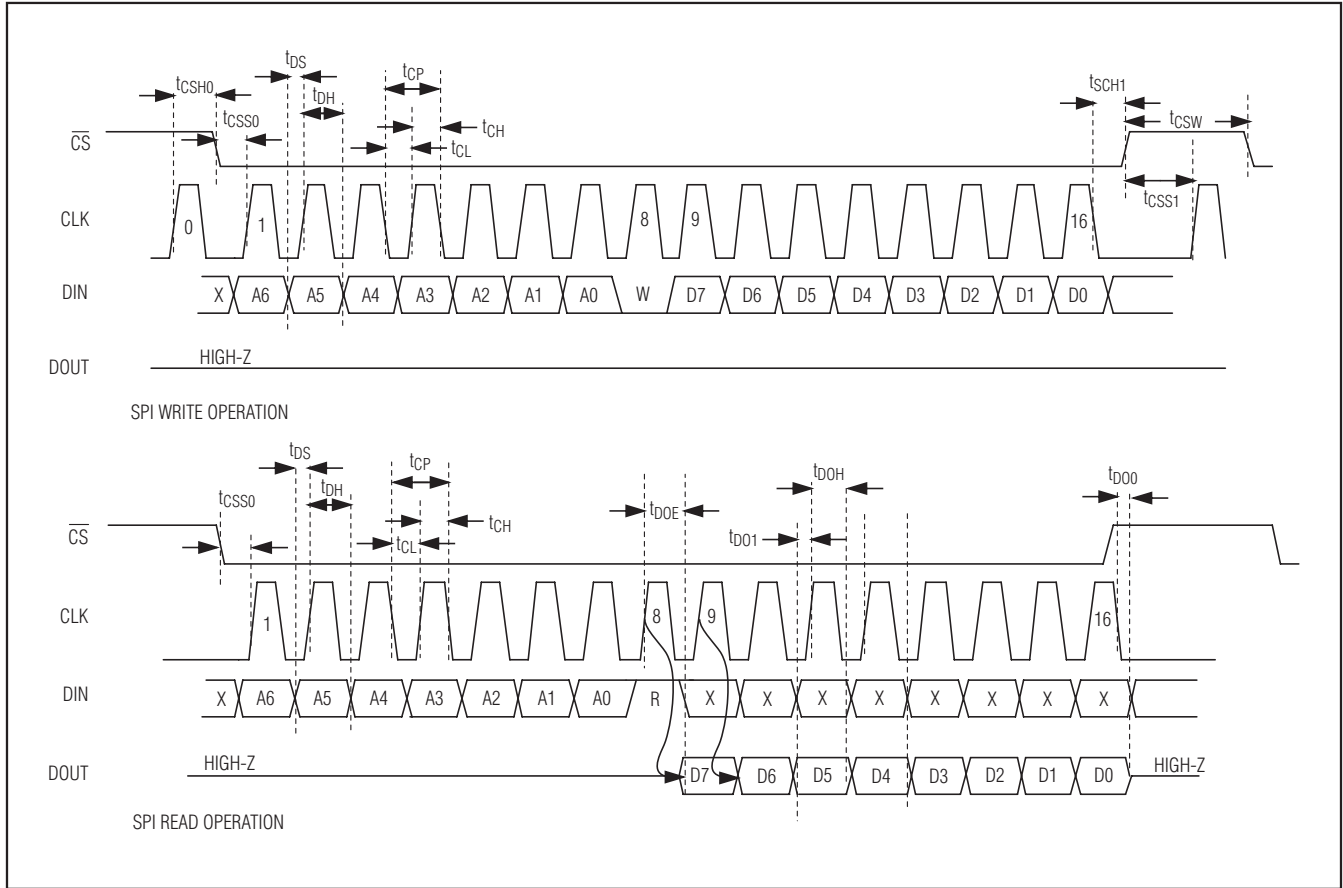 tDS
tCP
tSCH1
tCSH0
tDH
tCSS0
tCSW
tCH
CS
tCL
tCSS1
CLK
0 1 8 9 16
DIN
X A6 A5 A4 A3 A2 A1 A0 W D7 D6 D5 D4 D3 D2 D1 D0
DOUT
HIGH-Z
SPI WRITE OPERATION
tDS
tCP
tDOH
tDO0
tDH
tCSS0
tDOE
tCH
CS
tCL
tDO1
CLK
1 8 9 16
DIN
X A6 A5 A4 A3 A2 A1 A0 R X X X X X X X X
DOUT
HIGH-Z D7 D6 D5 D4 D3 D2 D1 D0 HIGH-Z
SPI READ OPERATION